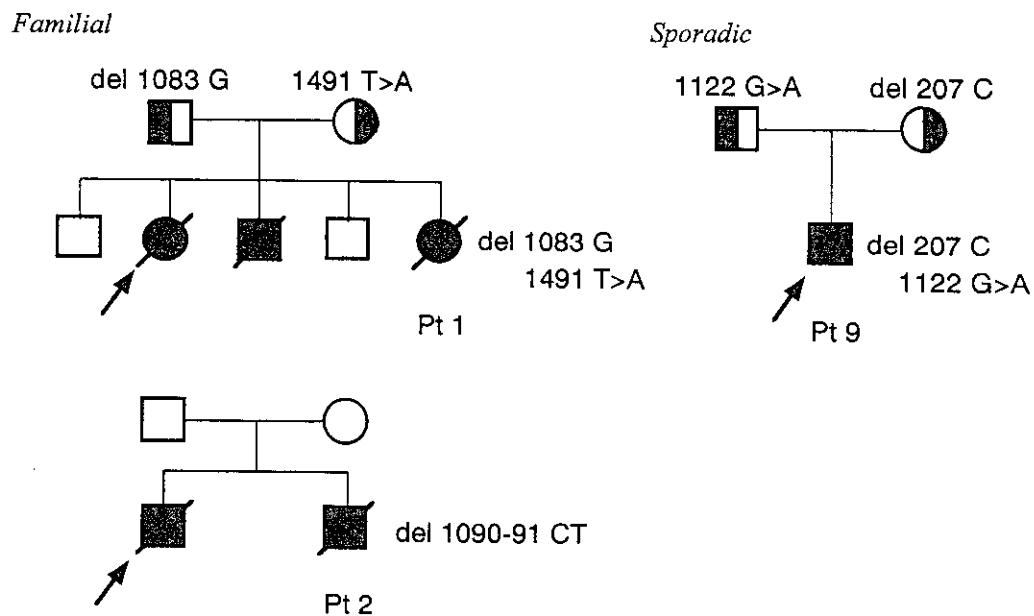 Familial
Sporadic
del 1083 G
1491 T>A
1122 G>A
del 207 C
del 1083 G
1491 T>A
Pt 1
del 207 C
1122 G>A
Pt 9
del 1090-91 CT
Pt 2